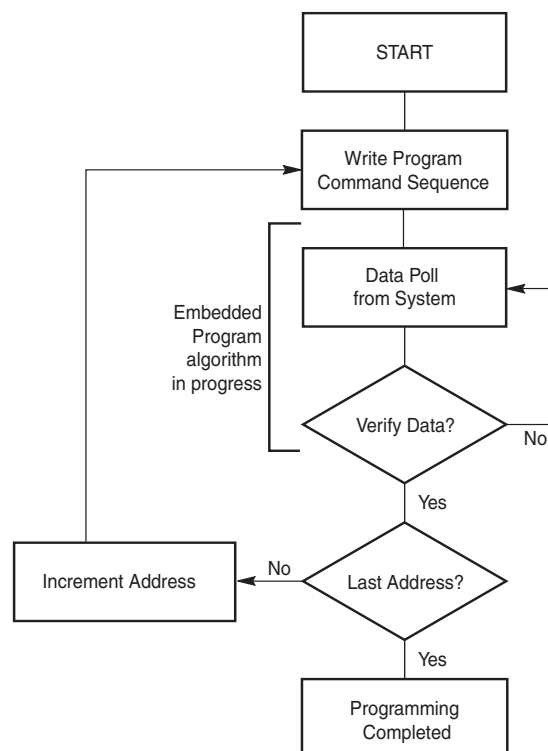 START
Write Program
Command Sequence
Data Poll
from System
Embedded
Program
algorithm
in progress
Verify Data?
No
Yes
Increment Address
No
Last Address?
Yes
Programming
Completed